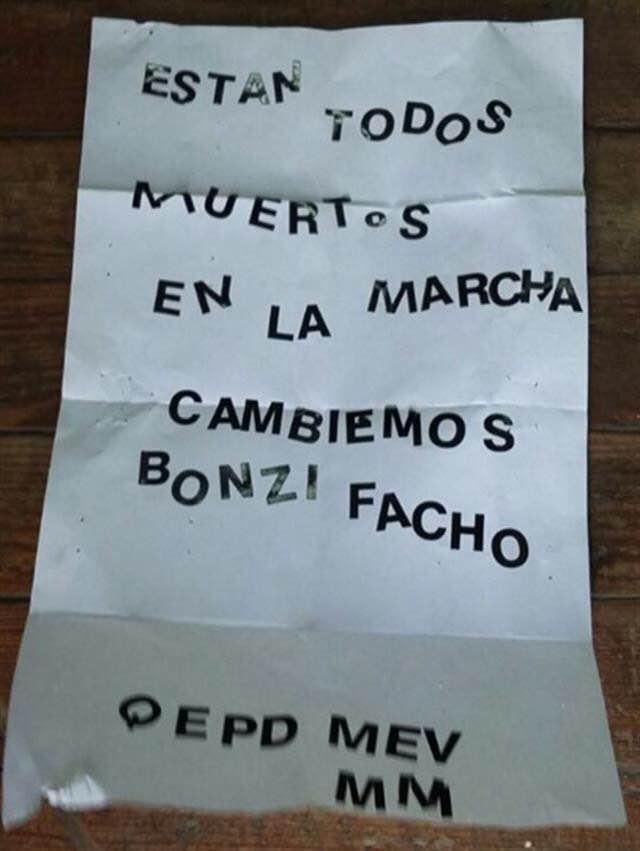 ESTAN TODOS
MUERToS
EN LA MARCHA
CAMBIEMOS
BONZI FACHO
QEPD MEV
MM